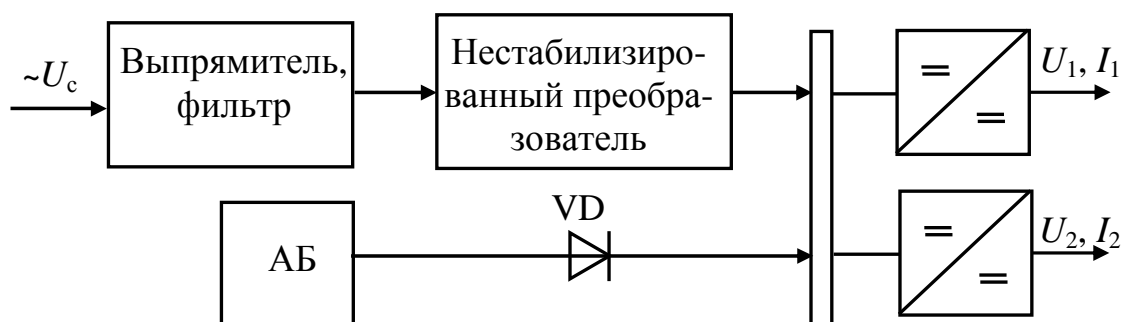 ~Uс
Выпрямитель,
фильтр
Нестабилизиро-
ванный преобра-
зователь
=
=
U1, I1
АБ
VD
=
=
U2, I2